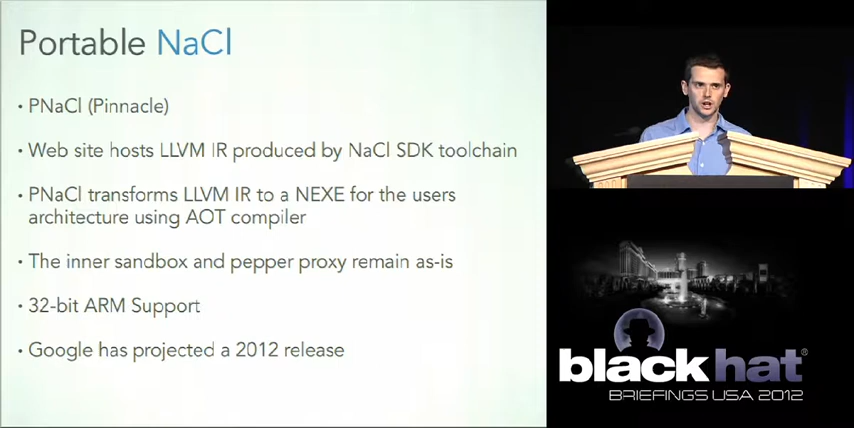 Portable NaCl
• PNaCl (Pinnacle)
• Web site hosts LLVM IR produced by NaCl SDK toolchain
• PNaCl transforms LLVM IR to a NEXE for the users
architecture using AOT compiler
• The inner sandbox and pepper proxy remain as-is
• 32-bit ARM Support
• Google has projected a 2012 release
black hat®
BRIEFINGS USA 2012